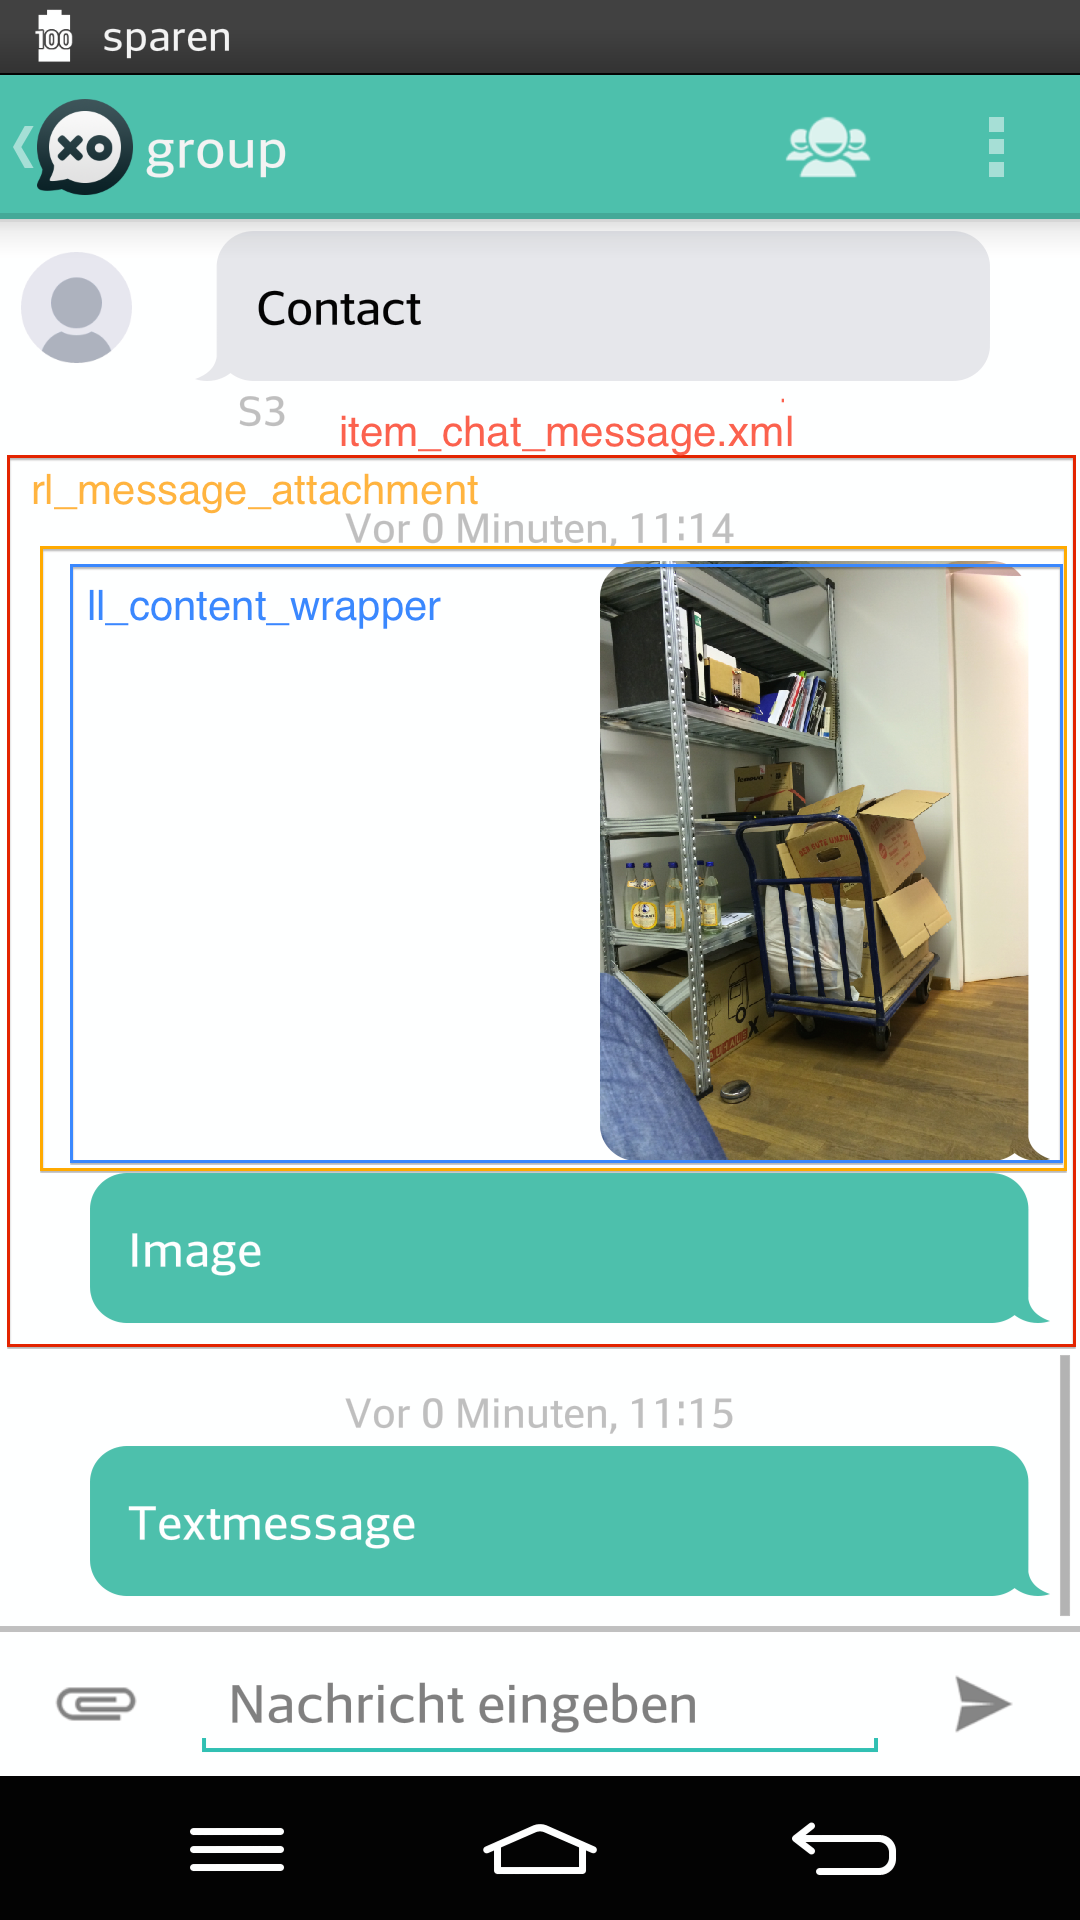 100 sparen
xo group
Contact
S3
item_chat_message.xml
rl_message_attachment
Vor 0 Minuten, 11:14
ll_content_wrapper
Image
Vor 0 Minuten, 11:15
Textmessage
Nachricht eingeben